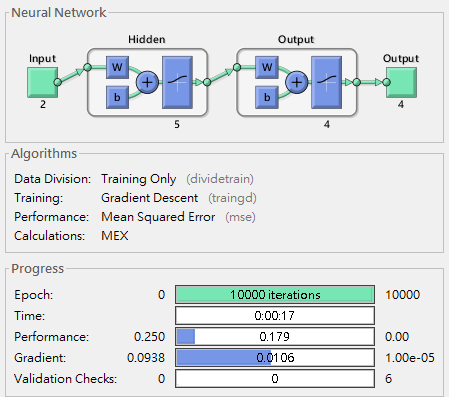 Neural Network
Hidden Output
Input Output
W W
b b
2 5 4 4
Algorithms
Data Division: Training Only (dividetrain)
Training: Gradient Descent (traingd)
Performance: Mean Squared Error (mse)
Calculations: MEX
Progress
Epoch: 0 10000 iterations 10000
Time: 0:00:17
Performance: 0.250 0.179 0.00
Gradient: 0.0938 0.0106 1.00e-05
Validation Checks: 0 0 6